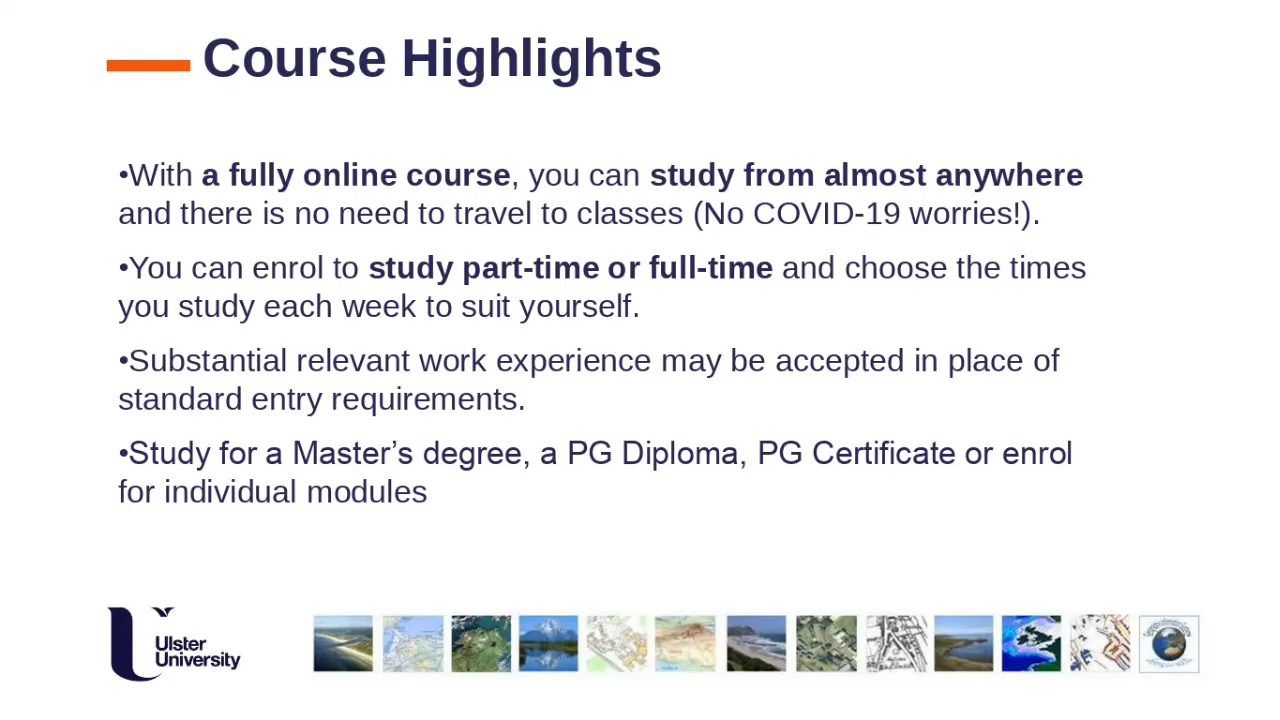 Course Highlights
•With a fully online course, you can study from almost anywhere
and there is no need to travel to classes (No COVID-19 worries!).
•You can enrol to study part-time or full-time and choose the times
you study each week to suit yourself.
•Substantial relevant work experience may be accepted in place of
standard entry requirements.
•Study for a Master’s degree, a PG Diploma, PG Certificate or enrol
for individual modules
Ulster
University